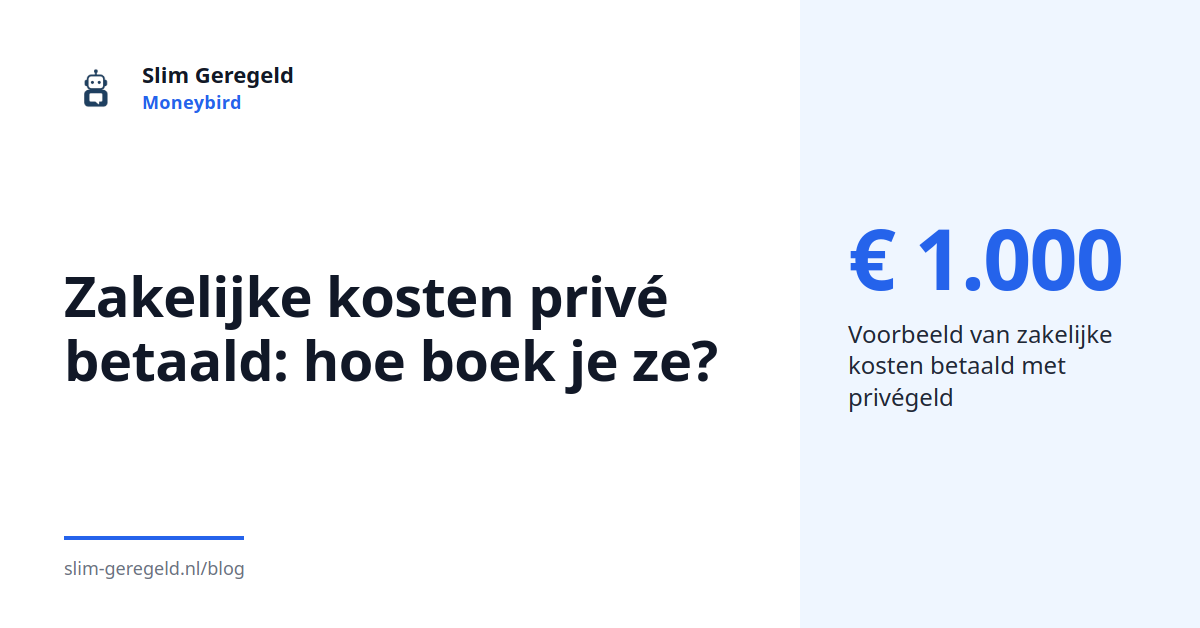 Slim Geregeld
Moneybird
Zakelijke kosten privé
betaald: hoe boek je ze?
slim-geregeld.nl/blog
€ 1.000
Voorbeeld van zakelijke
kosten betaald met
privégeld